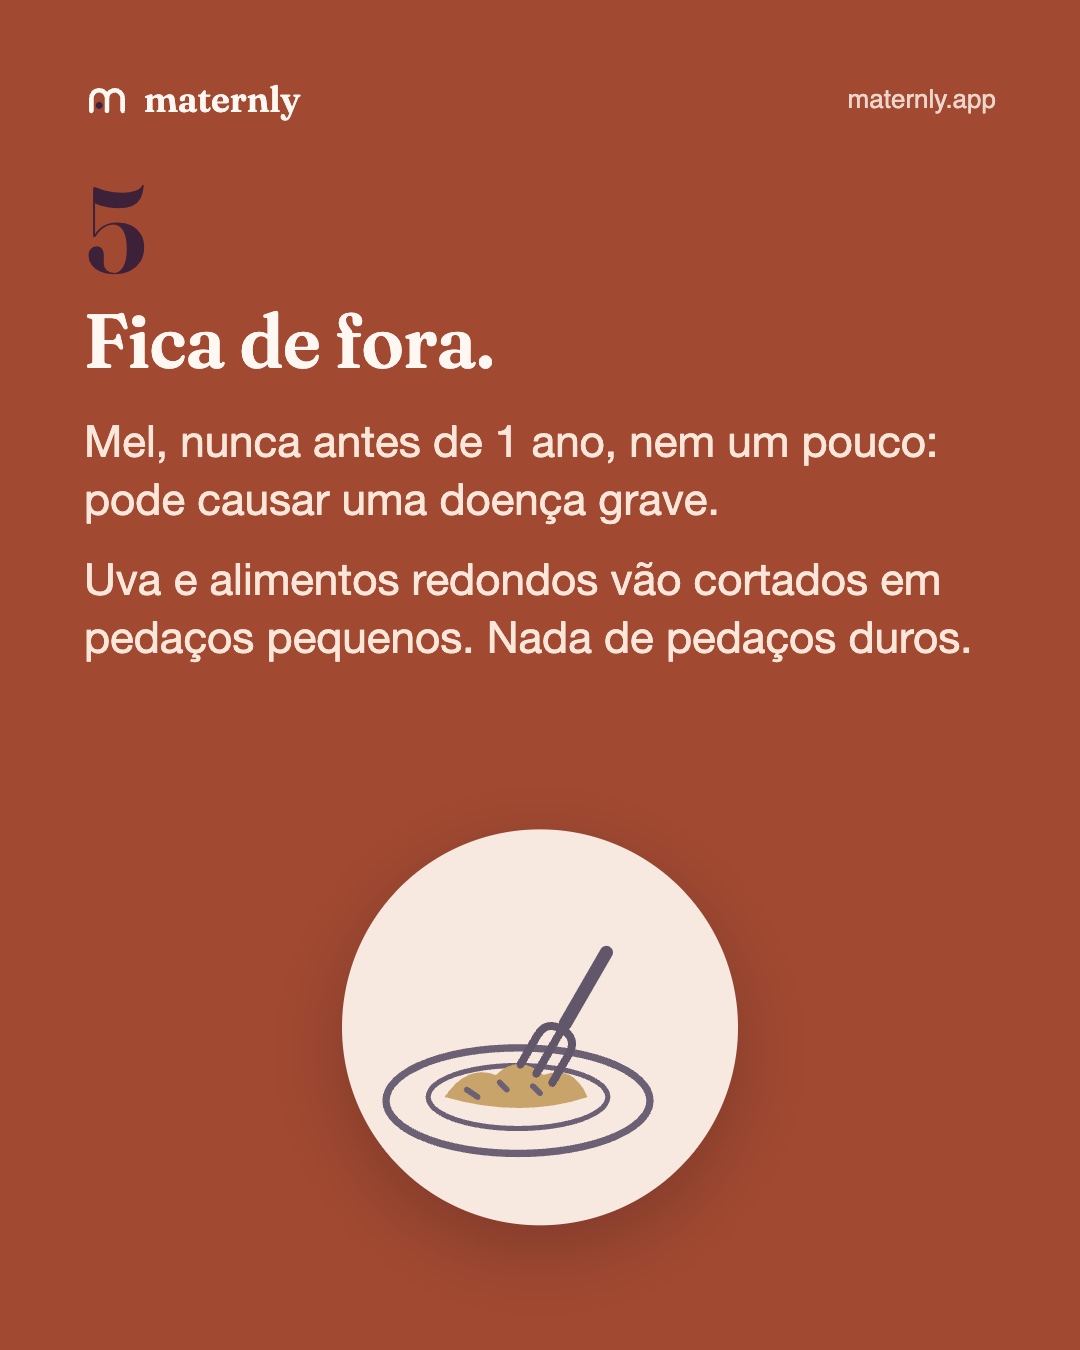 maternly
maternly.app
5
Fica de fora.
Mel, nunca antes de 1 ano, nem um pouco:
pode causar uma doença grave.
Uva e alimentos redondos vão cortados em
pedaços pequenos. Nada de pedaços duros.